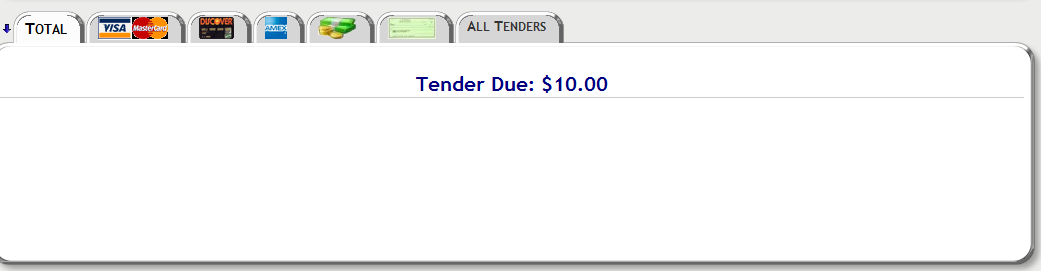 TOTAL VISA MasterCard DISCOVER AMEX ALL TENDERS
Tender Due: $10.00